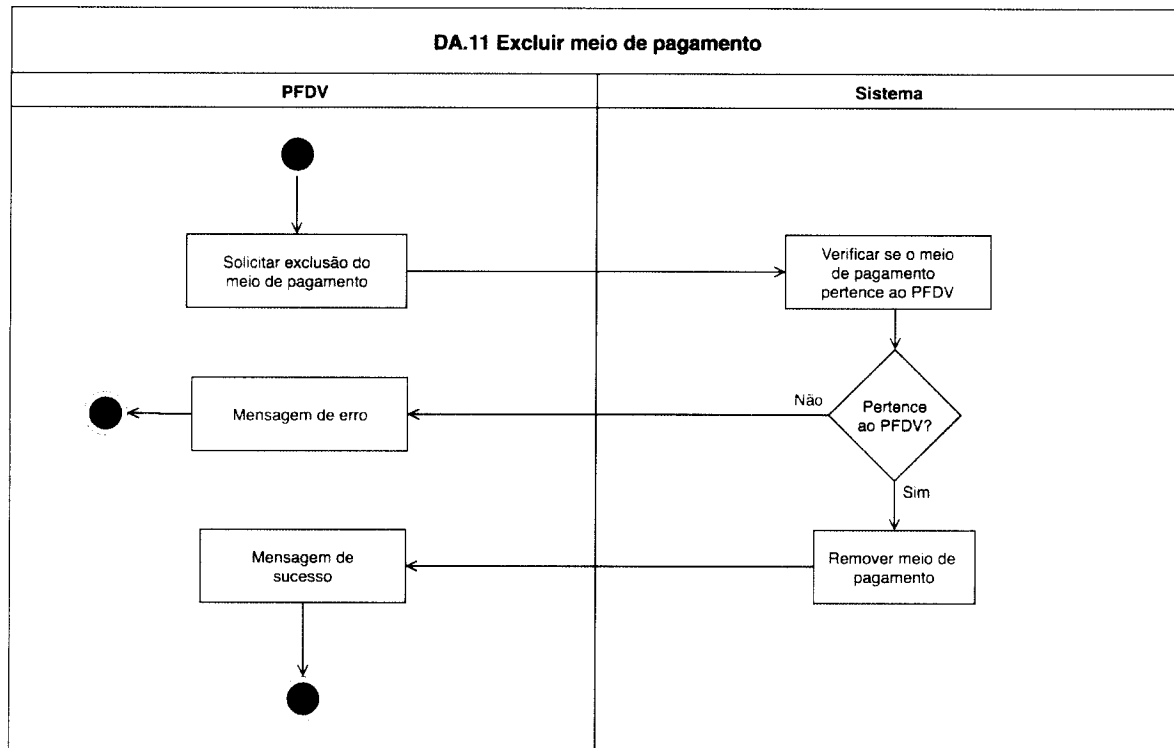 DA.11 Excluir meio de pagamento
PFDV
Sistema
Solicitar exclusão do
meio de pagamento
Verificar se o meio
de pagamento
pertence ao PFDV
Mensagem de erro
Não
Pertence
ao PFDV?
Sim
Mensagem de
sucesso
Remover meio de
pagamento